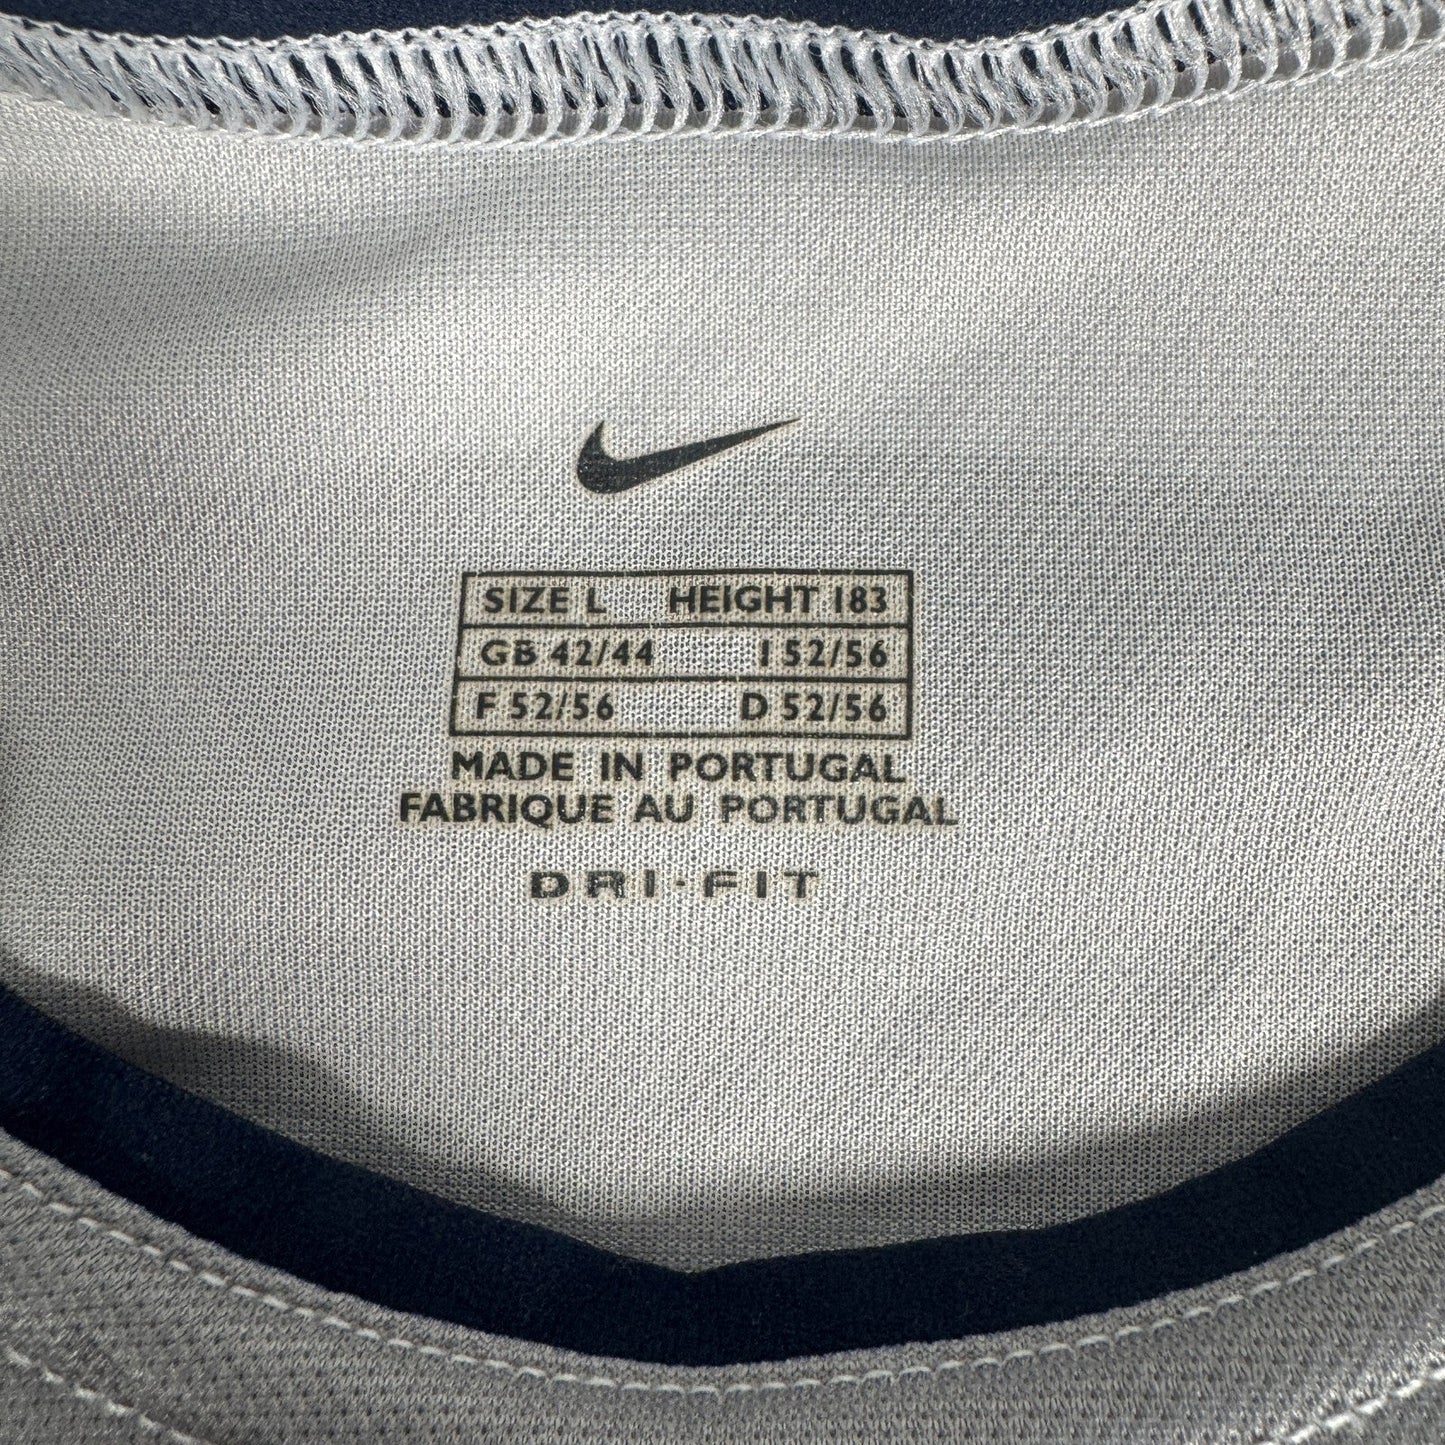 SIZE L HEIGHT 183
GB 42/44 I 52/56
F 52/56 D 52/56
MADE IN PORTUGAL
FABRIQUE AU PORTUGAL
DRI·FIT